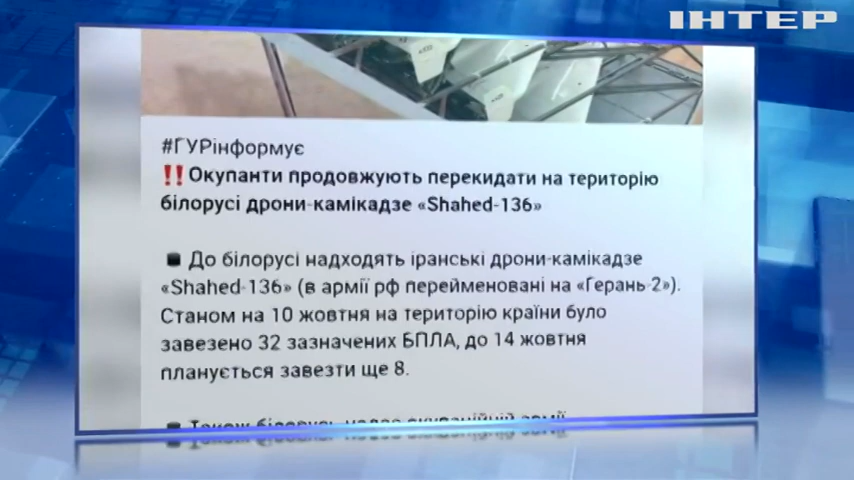 ІНТЕР
#ГУРінформує
‼️Окупанти продовжують перекидати на територію
білорусі дрони-камікадзе «Shahed-136»
До білорусі надходять іранські дрони-камікадзе
«Shahed-136» (в армії рф перейменовані на «Герань-2»).
Станом на 10 жовтня на територію країни було
завезено 32 зазначених БПЛА, до 14 жовтня
планується завезти ще 8.